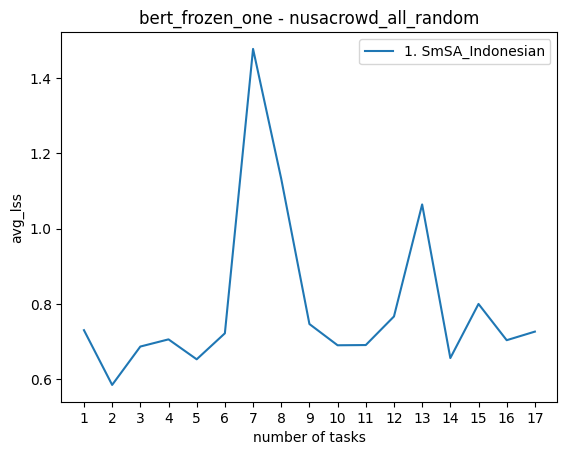 bert_frozen_one - nusacrowd_all_random
1. SmSA_Indonesian
avg_lss
1.4
1.2
1.0
0.8
0.6
1 2 3 4 5 6 7 8 9 10 11 12 13 14 15 16 17
number of tasks